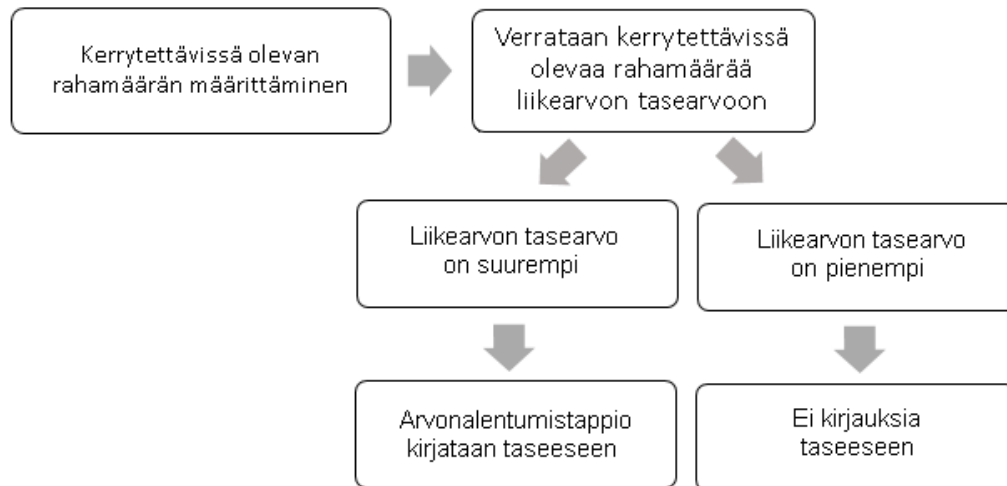 Kerrytettävissä olevan
rahamäärän määrittäminen
Verrataan kerrytettävissä
olevaa rahamäärää
liikearvon tasearvoon
Liikearvon tasearvo
on suurempi
Liikearvon tasearvo
on pienempi
Arvonalentumistappio
kirjataan taseeseen
Ei kirjauksia
taseeseen